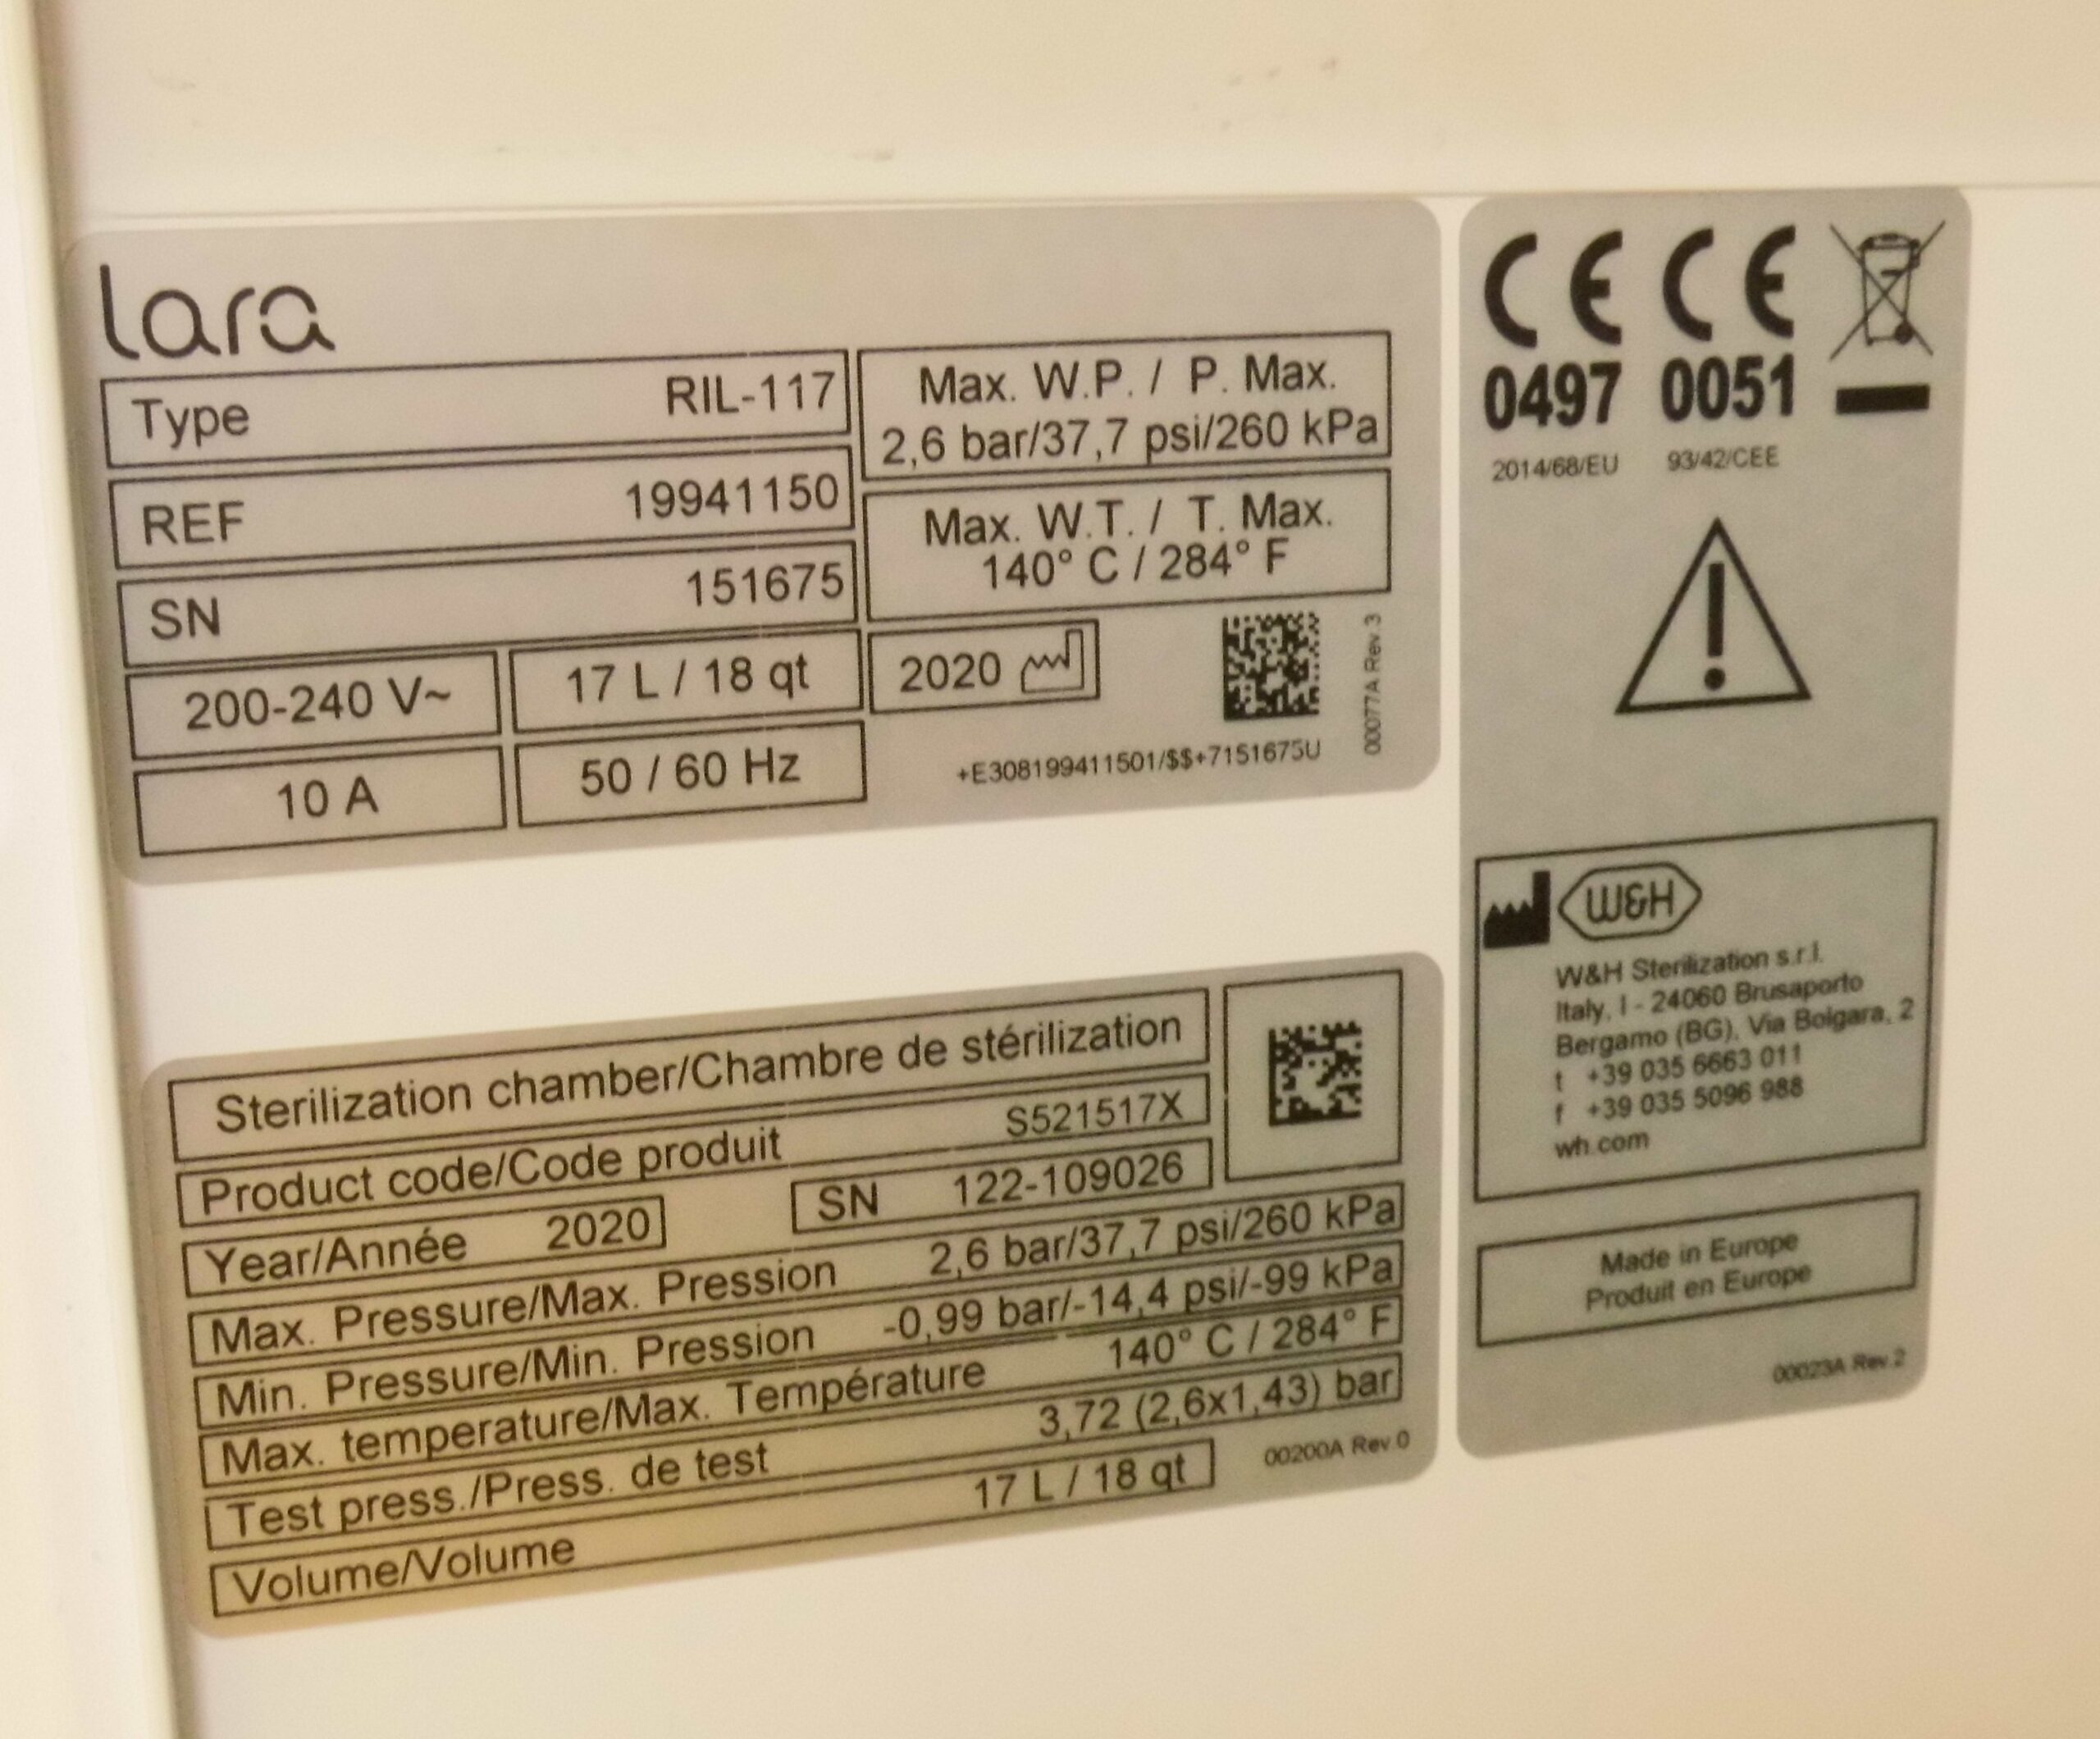 lara
Type RIL-117
REF 19941150
SN 151675
200-240 V~ 17 L / 18 qt
10 A 50 / 60 Hz
Max. W.P. / P. Max.
2,6 bar/37,7 psi/260 kPa
Max. W.T. / T. Max.
140° C / 284° F
2020
+E308199411501/$$+7151675U
00077A Rev.3
CE CE
0497 0051
2014/68/EU 93/42/CEE
W&H
W&H Sterilization s.r.l.
Italy, I - 24060 Brusaporto
Bergamo (BG), Via Bolgara, 2
t +39 035 6663 011
f +39 035 5096 988
wh.com
Made in Europe
Produit en Europe
00023A Rev.2
Sterilization chamber/Chambre de stérilization
Product code/Code produit S521517X
Year/Année 2020 SN 122-109026
Max. Pressure/Max. Pression 2,6 bar/37,7 psi/260 kPa
Min. Pressure/Min. Pression -0,99 bar/-14,4 psi/-99 kPa
Max. temperature/Max. Température 140° C / 284° F
Test press./Press. de test 3,72 (2,6x1,43) bar
Volume/Volume 17 L / 18 qt
00200A Rev.0